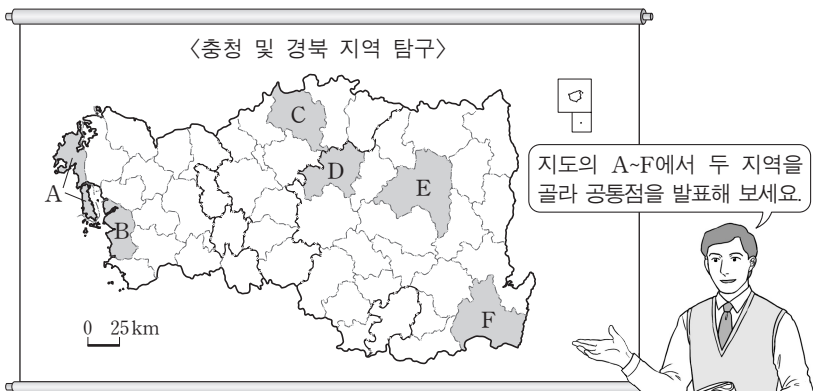 〈충청 및 경북 지역 탐구〉
C
D
E
A
B
F
0 25km
지도의 A~F에서 두 지역을
골라 공통점을 발표해 보세요.